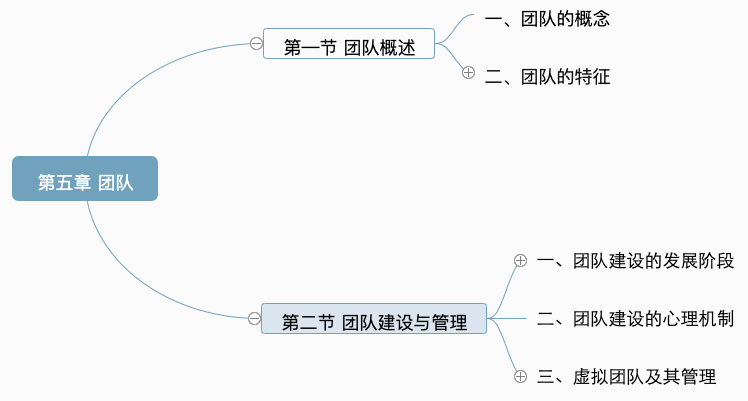 第五章 团队
第一节 团队概述
一、团队的概念
二、团队的特征
第二节 团队建设与管理
一、团队建设的发展阶段
二、团队建设的心理机制
三、虚拟团队及其管理